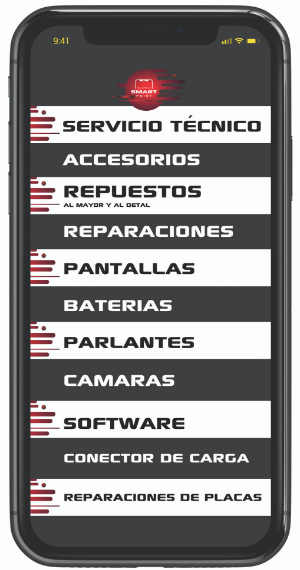 9:41
SMART
POINT
SERVICIO TÉCNICO
ACCESORIOS
REPUESTOS
AL MAYOR Y AL DETAL
REPARACIONES
PANTALLAS
BATERIAS
PARLANTES
CAMARAS
SOFTWARE
CONECTOR DE CARGA
REPARACIONES DE PLACAS